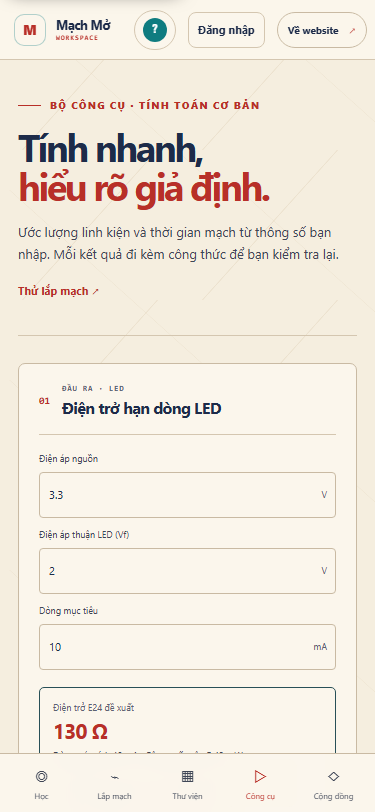 M
Mạch Mở
WORKSPACE
?
Đăng nhập
Về website ↗
BỘ CÔNG CỤ · TÍNH TOÁN CƠ BẢN
Tính nhanh,
hiểu rõ giả định.
Ước lượng linh kiện và thời gian mạch từ thông số bạn
nhập. Mỗi kết quả đi kèm công thức để bạn kiểm tra lại.
Thử lắp mạch ↗
01
ĐẦU RA · LED
Điện trở hạn dòng LED
Điện áp nguồn
3.3 V
Điện áp thuận LED (Vf)
2 V
Dòng mục tiêu
10 mA
Điện trở E24 đề xuất
130 Ω
Học
Lắp mạch
Thư viện
Công cụ
Cộng đồng